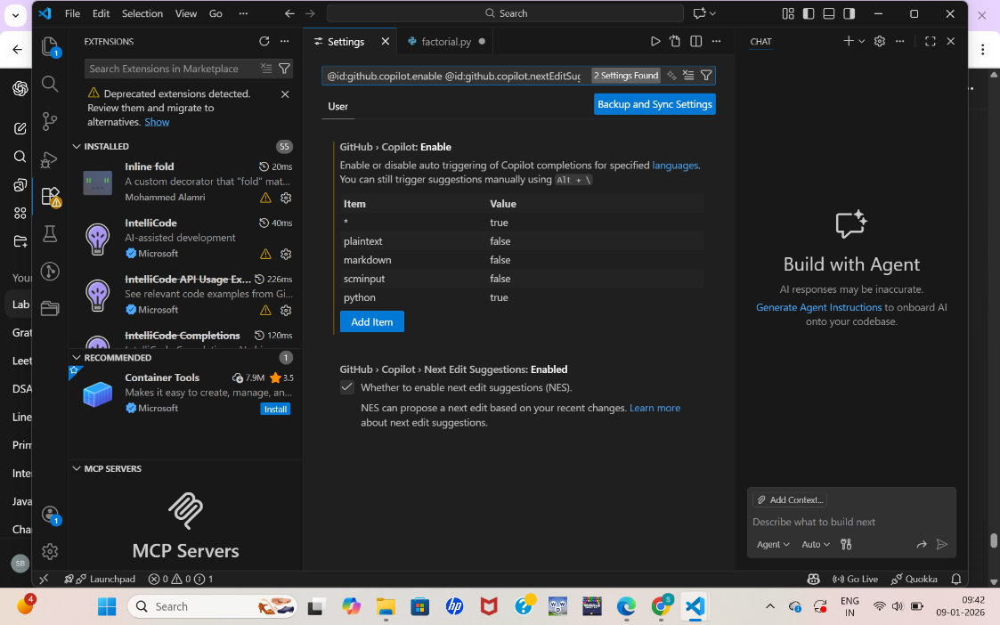 File Edit Selection View Go ···
Search
EXTENSIONS
Search Extensions in Marketplace
Deprecated extensions detected.
Review them and migrate to
alternatives. Show
INSTALLED 55
Inline fold 20ms
A custom decorator that "fold" mat...
Mohammed Alamri
IntelliCode 40ms
AI-assisted development
Microsoft
IntelliCode API Usage Ex... 226ms
See relevant code examples from Gi...
Microsoft
IntelliCode Completions 120ms
RECOMMENDED 1
Container Tools 7.9M 3.5
Makes it easy to create, manage, an...
Microsoft Install
MCP SERVERS
MCP Servers
Settings factorial.py
@id:github.copilot.enable @id:github.copilot.nextEditSug 2 Settings Found
User Backup and Sync Settings
GitHub › Copilot: Enable
Enable or disable auto triggering of Copilot completions for specified languages.
You can still trigger suggestions manually using Alt + \
Item Value
* true
plaintext false
markdown false
scminput false
python true
Add Item
GitHub › Copilot › Next Edit Suggestions: Enabled
Whether to enable next edit suggestions (NES).
NES can propose a next edit based on your recent changes. Learn more
about next edit suggestions.
CHAT
Build with Agent
AI responses may be inaccurate.
Generate Agent Instructions to onboard AI
onto your codebase.
Add Context...
Describe what to build next
Agent Auto
1
1
You
Lab
Grat
Leet
DSA
Line
Prim
Inte
Java
Cha
SB
Launchpad 0 0 1 Go Live Quokka
4
Search
S
ENG
IN
09:42
09-01-2026